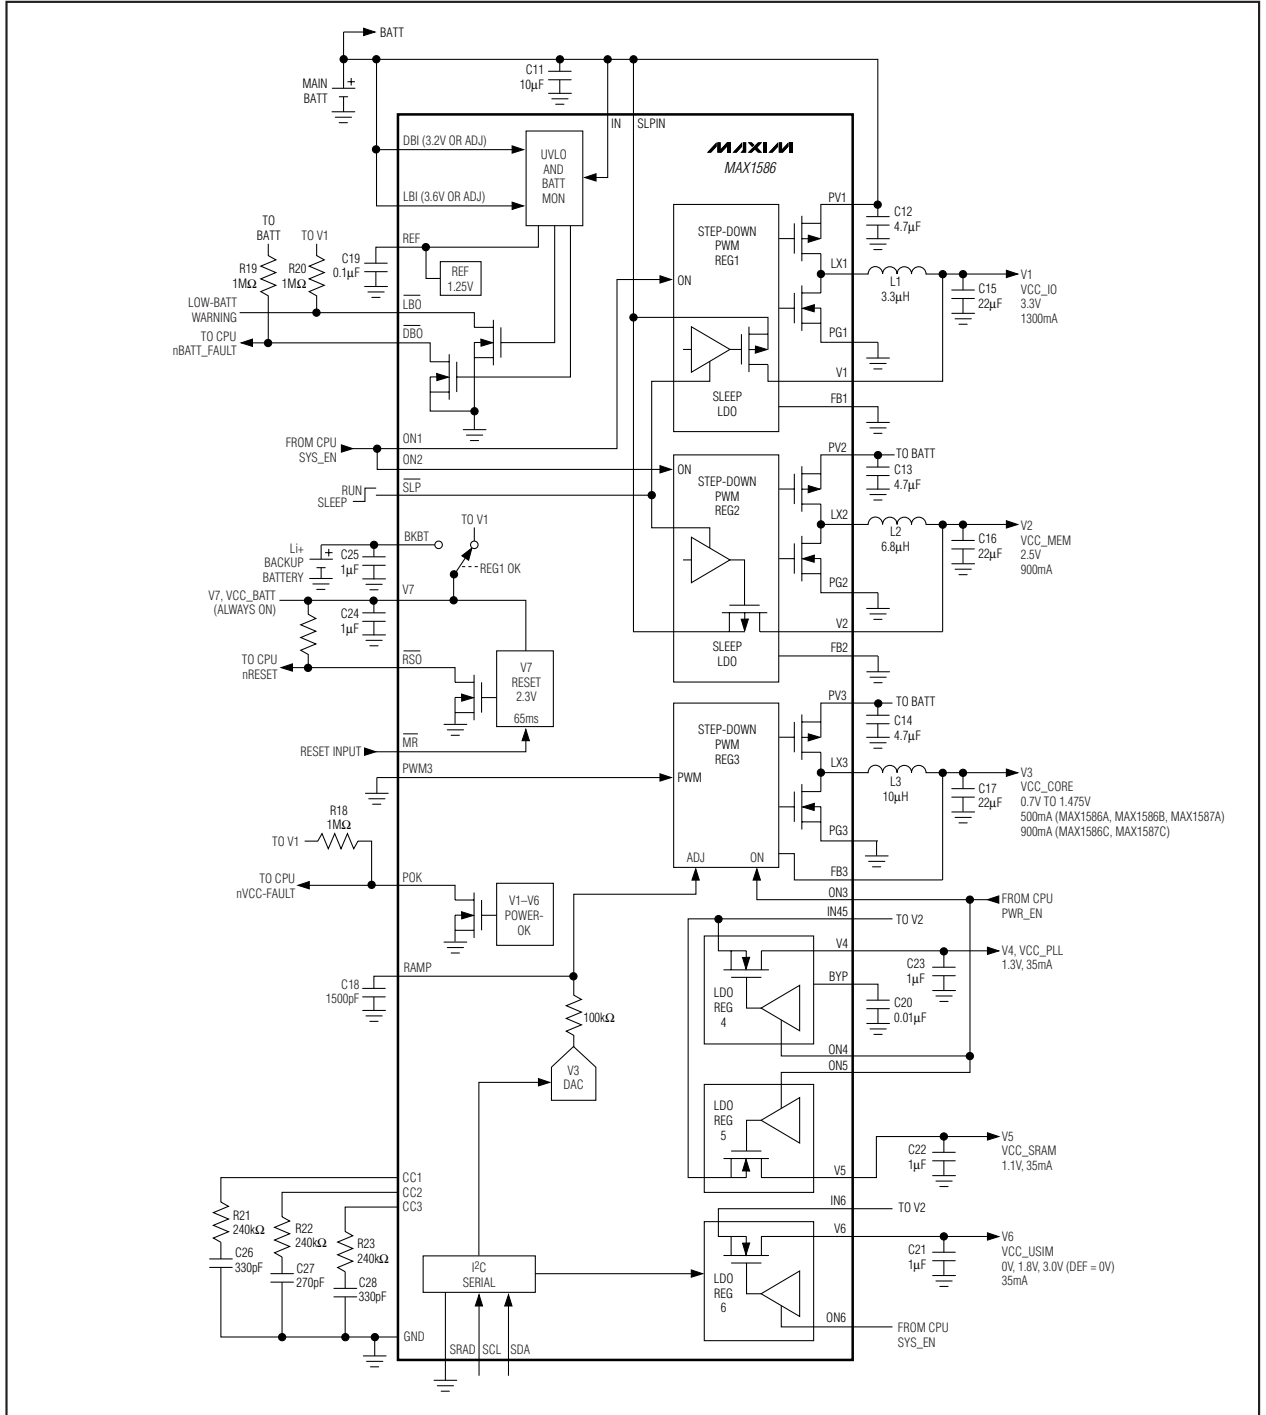 BATT
MAIN
BATT
C11
10µF
IN
SLPIN
MAXIM
MAX1586
DBI (3.2V OR ADJ)
LBI (3.6V OR ADJ)
UVLO
AND
BATT
MON
REF
REF
1.25V
C19
0.1µF
TO
BATT
TO V1
R19
1MΩ
R20
1MΩ
LOW-BATT
WARNING
LBO
TO CPU
nBATT_FAULT
DBO
STEP-DOWN
PWM
REG1
ON
SLEEP
LDO
PV1
C12
4.7µF
LX1
L1
3.3µH
C15
22µF
V1
VCC_IO
3.3V
1300mA
PG1
V1
FB1
FROM CPU
SYS_EN
ON1
ON2
RUN
SLEEP
SLP
STEP-DOWN
PWM
REG2
ON
SLEEP
LDO
PV2
TO BATT
C13
4.7µF
LX2
L2
6.8µH
C16
22µF
V2
VCC_MEM
2.5V
900mA
PG2
V2
FB2
TO V1
BKBT
REG1 OK
Li+
BACKUP
BATTERY
C25
1µF
V7
V7, VCC_BATT
(ALWAYS ON)
C24
1µF
TO CPU
nRESET
RSO
V7
RESET
2.3V
65ms
RESET INPUT
MR
PWM3
STEP-DOWN
PWM
REG3
PWM
ADJ
ON
PV3
TO BATT
C14
4.7µF
LX3
L3
10µH
C17
22µF
V3
VCC_CORE
0.7V TO 1.475V
500mA (MAX1586A, MAX1586B, MAX1587A)
900mA (MAX1586C, MAX1587C)
PG3
FB3
ON3
FROM CPU
PWR_EN
R18
1MΩ
TO V1
TO CPU
nVCC-FAULT
POK
V1–V6
POWER-
OK
IN45
TO V2
V4
V4, VCC_PLL
1.3V, 35mA
C23
1µF
BYP
C20
0.01µF
LDO
REG
4
ON4
ON5
RAMP
C18
1500pF
100kΩ
V3
DAC
LDO
REG
5
V5
V5
VCC_SRAM
1.1V, 35mA
C22
1µF
CC1
CC2
CC3
R21
240kΩ
R22
240kΩ
R23
240kΩ
C26
330pF
C27
270pF
C28
330pF
GND
I2C
SERIAL
SRAD
SCL
SDA
IN6
TO V2
V6
V6
VCC_USIM
0V, 1.8V, 3.0V (DEF = 0V)
35mA
C21
1µF
LDO
REG
6
ON6
FROM CPU
SYS_EN